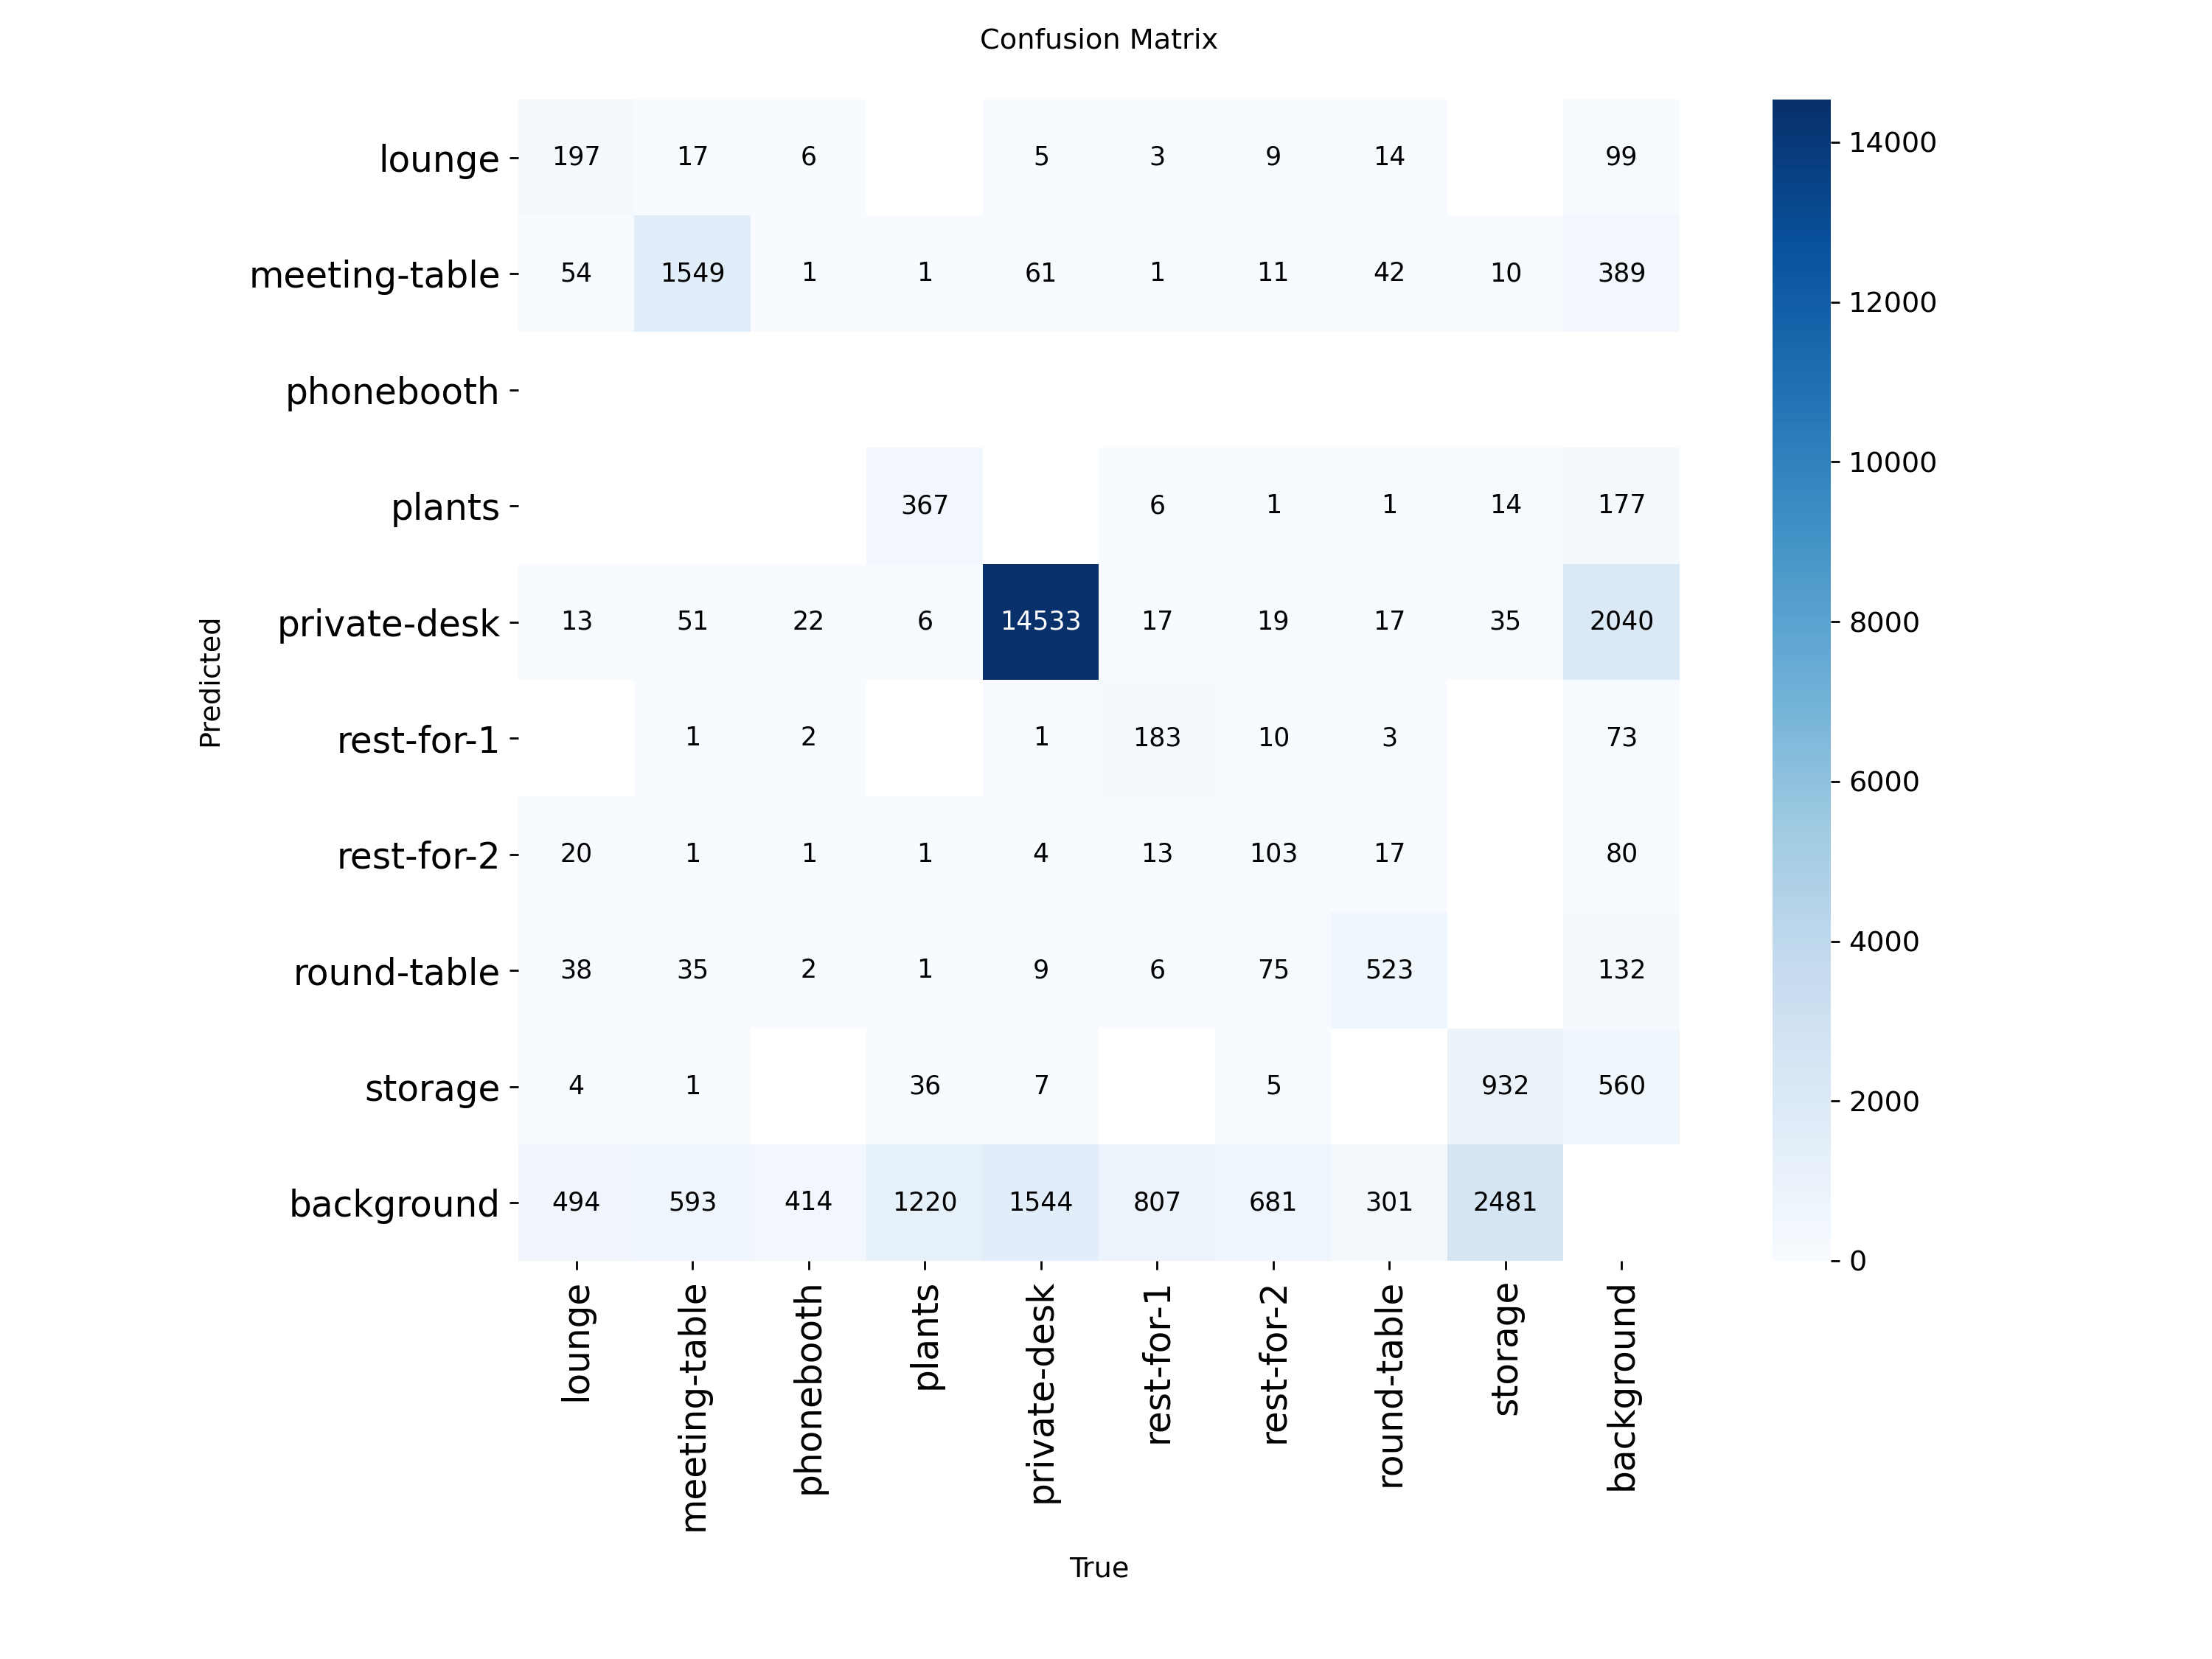 Confusion Matrix
lounge 197 17 6 5 3 9 14 99
meeting-table 54 1549 1 1 61 1 11 42 10 389
phonebooth
plants 367 6 1 1 14 177
private-desk 13 51 22 6 14533 17 19 17 35 2040
rest-for-1 1 2 1 183 10 3 73
rest-for-2 20 1 1 1 4 13 103 17 80
round-table 38 35 2 1 9 6 75 523 132
storage 4 1 36 7 5 932 560
background 494 593 414 1220 1544 807 681 301 2481
lounge meeting-table phonebooth plants private-desk rest-for-1 rest-for-2 round-table storage background
True
Predicted
14000
12000
10000
8000
6000
4000
2000
0